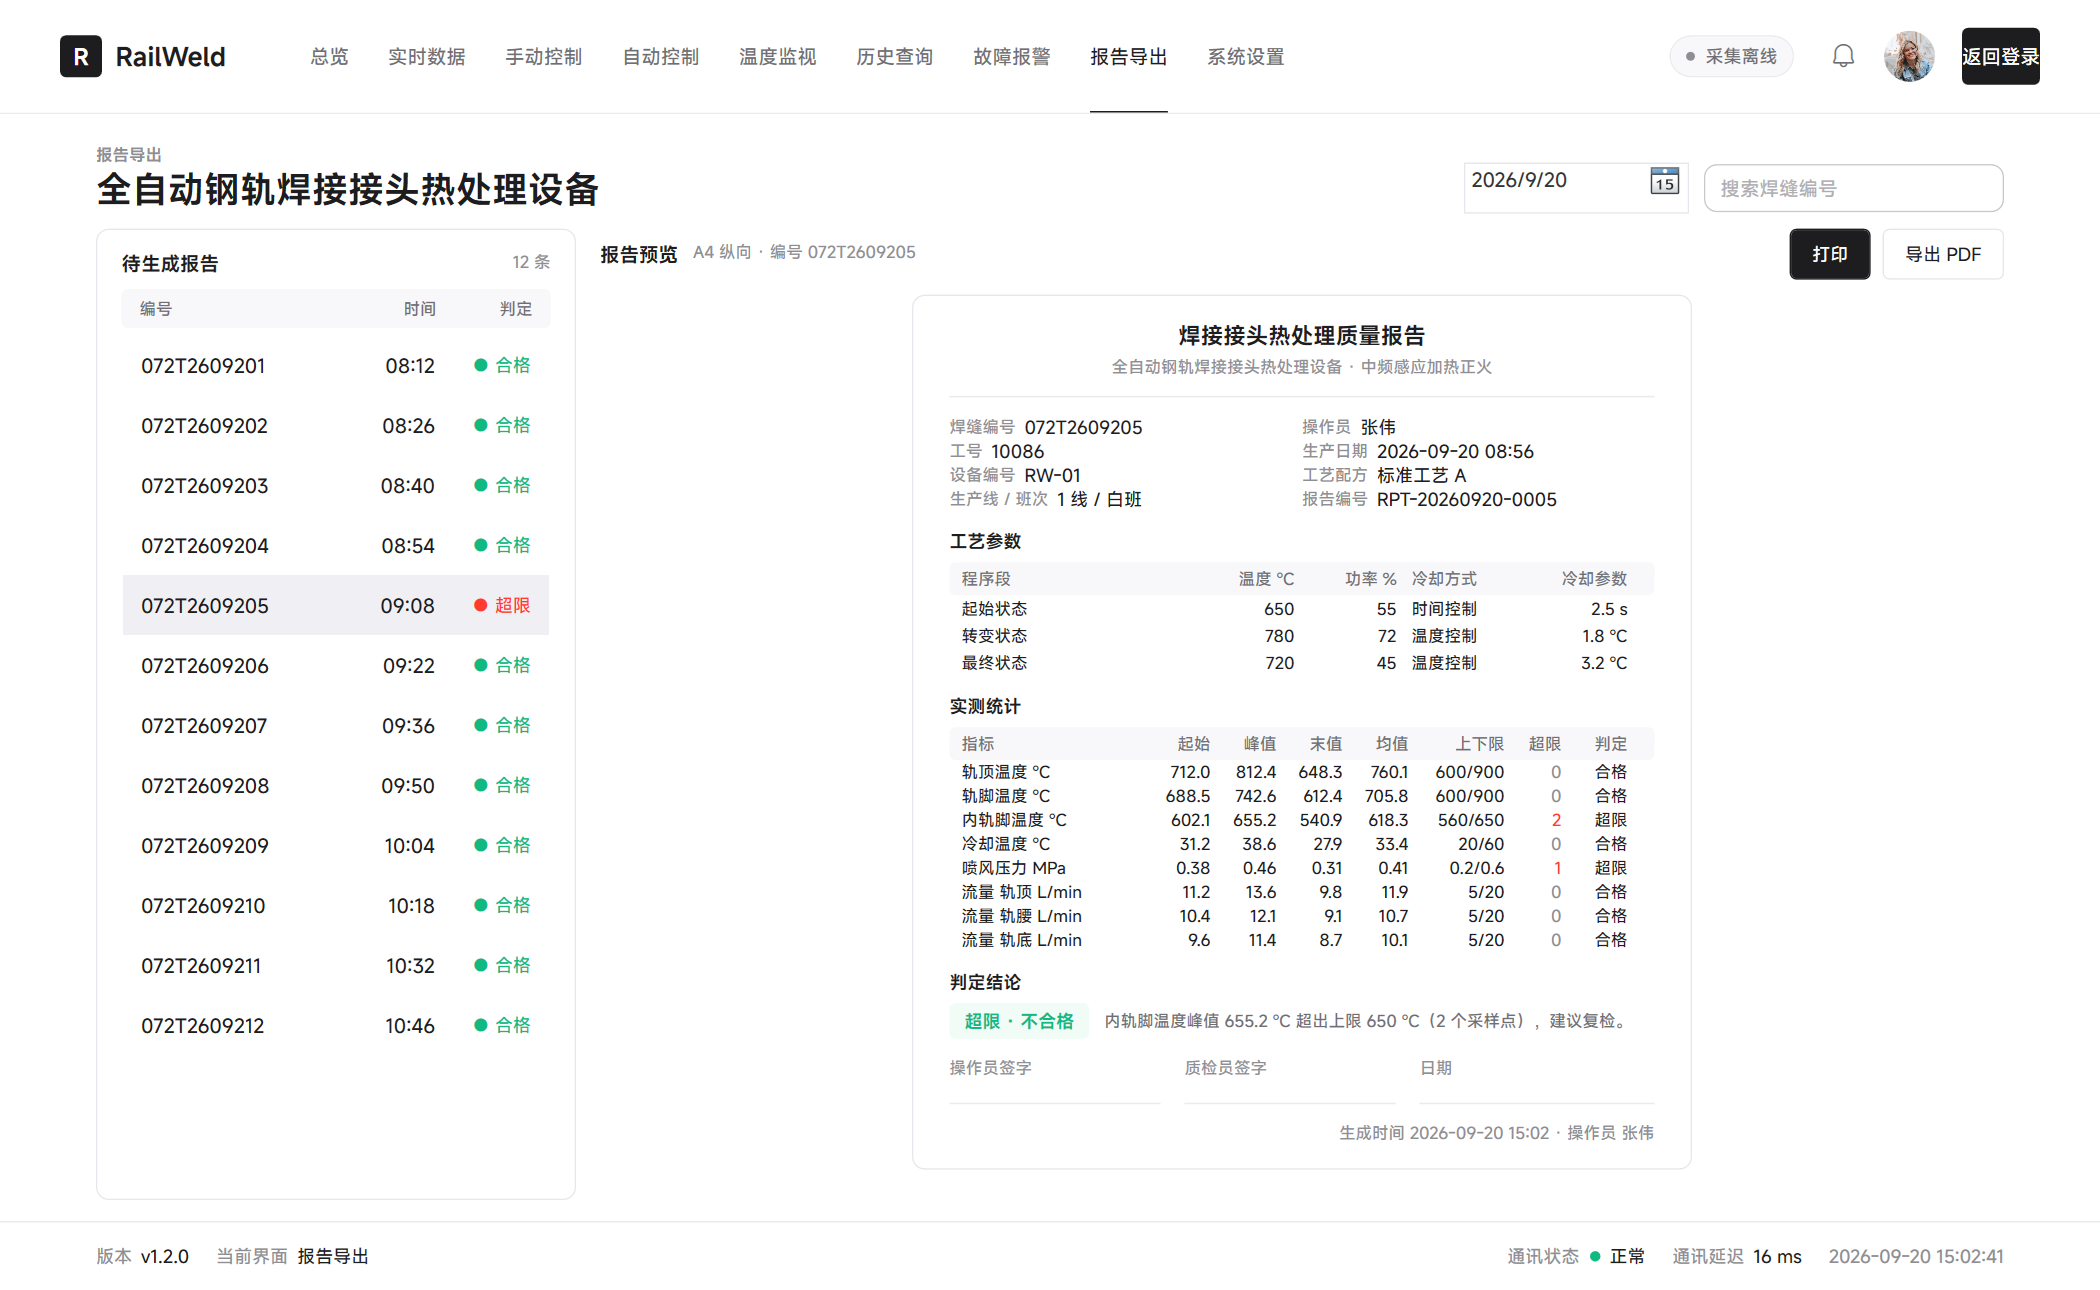 R RailWeld 总览 实时数据 手动控制 自动控制 温度监视 历史查询 故障报警 报告导出 系统设置 采集离线 返回登录
报告导出
全自动钢轨焊接接头热处理设备
2026/9/20 15 搜索焊缝编号
待生成报告 12 条
编号 时间 判定
072T2609201 08:12 合格
072T2609202 08:26 合格
072T2609203 08:40 合格
072T2609204 08:54 合格
072T2609205 09:08 超限
072T2609206 09:22 合格
072T2609207 09:36 合格
072T2609208 09:50 合格
072T2609209 10:04 合格
072T2609210 10:18 合格
072T2609211 10:32 合格
072T2609212 10:46 合格
报告预览 A4 纵向 · 编号 072T2609205 打印 导出 PDF
焊接接头热处理质量报告
全自动钢轨焊接接头热处理设备 · 中频感应加热正火
焊缝编号 072T2609205 操作员 张伟
工号 10086 生产日期 2026-09-20 08:56
设备编号 RW-01 工艺配方 标准工艺 A
生产线 / 班次 1 线 / 白班 报告编号 RPT-20260920-0005
工艺参数
程序段 温度 °C 功率 % 冷却方式 冷却参数
起始状态 650 55 时间控制 2.5 s
转变状态 780 72 温度控制 1.8 °C
最终状态 720 45 温度控制 3.2 °C
实测统计
指标 起始 峰值 末值 均值 上下限 超限 判定
轨顶温度 °C 712.0 812.4 648.3 760.1 600/900 0 合格
轨脚温度 °C 688.5 742.6 612.4 705.8 600/900 0 合格
内轨脚温度 °C 602.1 655.2 540.9 618.3 560/650 2 超限
冷却温度 °C 31.2 38.6 27.9 33.4 20/60 0 合格
喷风压力 MPa 0.38 0.46 0.31 0.41 0.2/0.6 1 超限
流量 轨顶 L/min 11.2 13.6 9.8 11.9 5/20 0 合格
流量 轨腰 L/min 10.4 12.1 9.1 10.7 5/20 0 合格
流量 轨底 L/min 9.6 11.4 8.7 10.1 5/20 0 合格
判定结论
超限 · 不合格 内轨脚温度峰值 655.2 °C 超出上限 650 °C（2 个采样点），建议复检。
操作员签字 质检员签字 日期
生成时间 2026-09-20 15:02 · 操作员 张伟
版本 v1.2.0 当前界面 报告导出 通讯状态 正常 通讯延迟 16 ms 2026-09-20 15:02:41